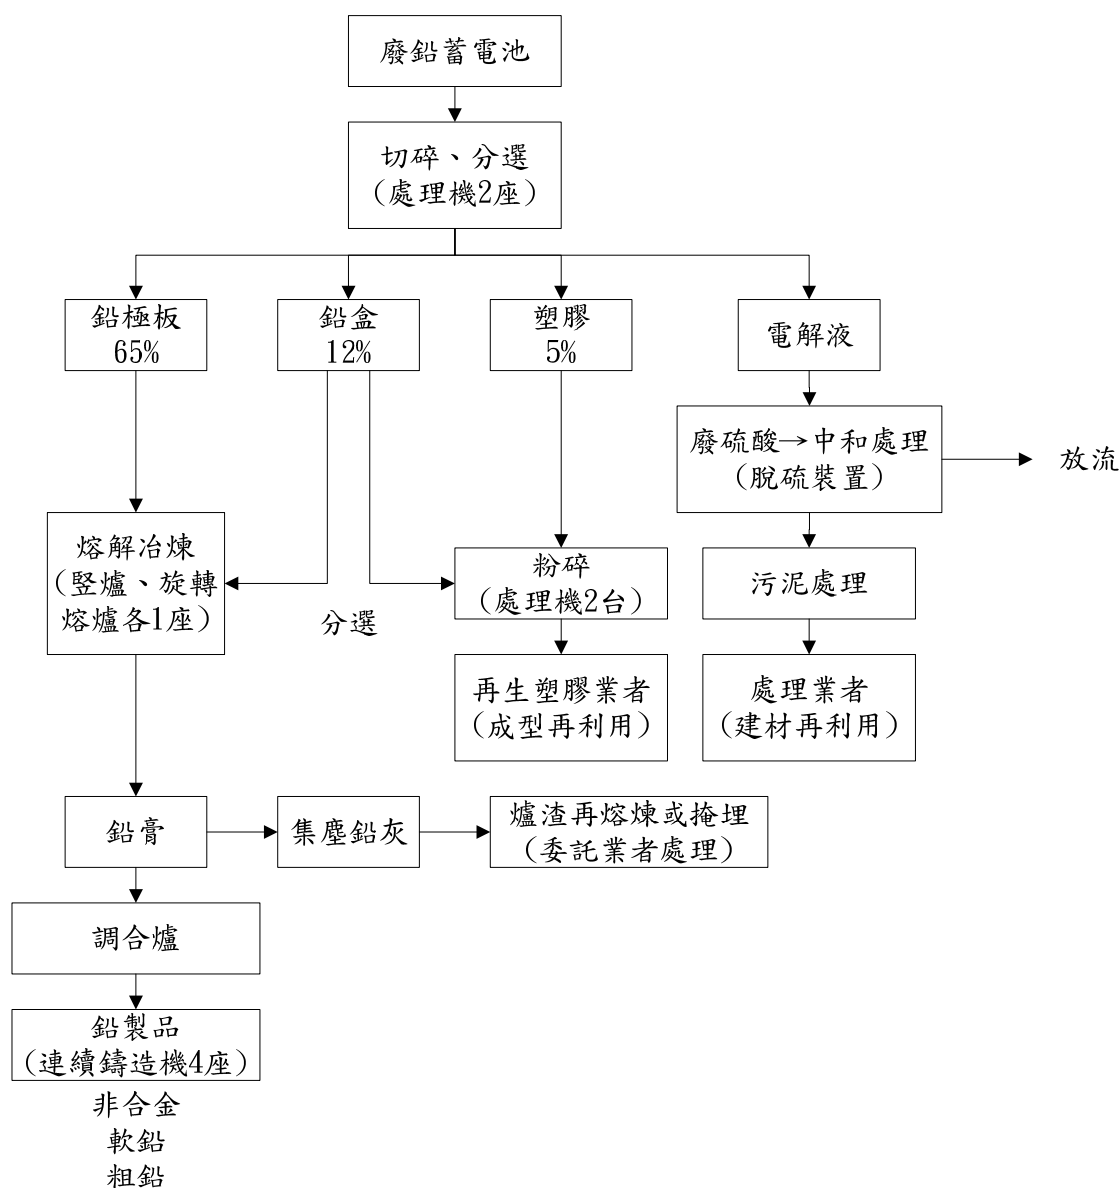 廢鉛蓄電池
切碎、分選
（處理機2座）
鉛極板
65%
鉛盒
12%
塑膠
5%
電解液
廢硫酸→中和處理
（脫硫裝置）
放流
熔解冶煉
（竪爐、旋轉
熔爐各1座）
分選
粉碎
（處理機2台）
污泥處理
再生塑膠業者
（成型再利用）
處理業者
（建材再利用）
鉛膏
集塵鉛灰
爐渣再熔煉或掩埋
（委託業者處理）
調合爐
鉛製品
（連續鑄造機4座）
非合金
軟鉛
粗鉛